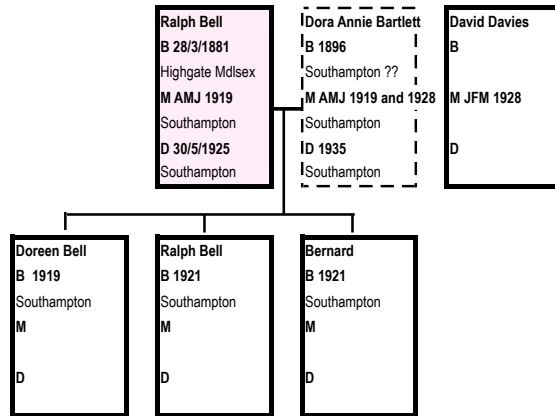 Ralph Bell
B 28/3/1881
Highgate Mdlsex
M AMJ 1919
Southampton
D 30/5/1925
Southampton
Dora Annie Bartlett
B 1896
Southampton ??
M AMJ 1919 and 1928
Southampton
D 1935
Southampton
David Davies
B
M JFM 1928
D
Doreen Bell
B 1919
Southampton
M
D
Ralph Bell
B 1921
Southampton
M
D
Bernard
B 1921
Southampton
M
D